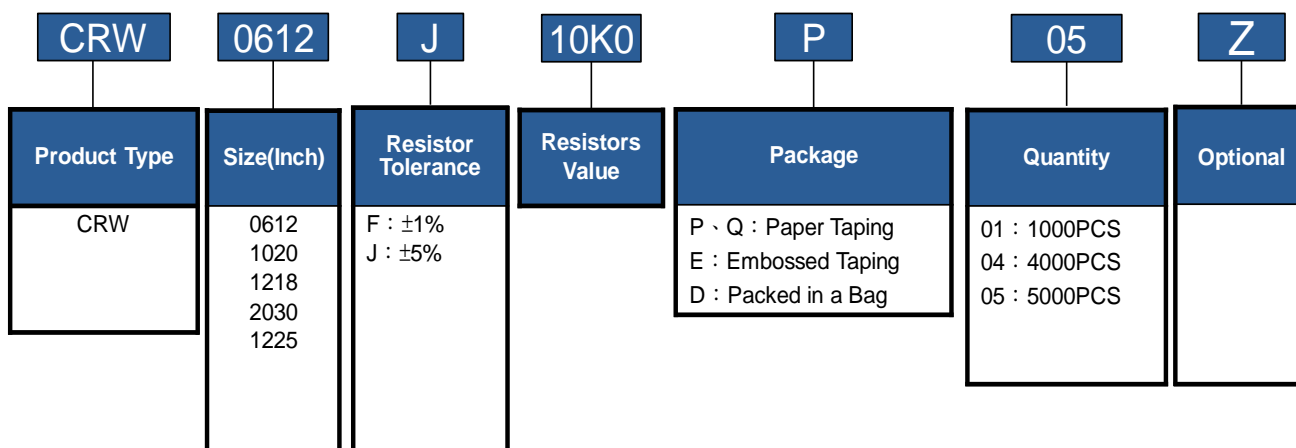 CRW 0612 J 10K0 P 05 Z
Product Type
Size(Inch)
Resistor
Tolerance
Resistors
Value
Package
Quantity
Optional
CRW
0612
1020
1218
2030
1225
F：±1%
J：±5%
P、Q：Paper Taping
E：Embossed Taping
D：Packed in a Bag
01：1000PCS
04：4000PCS
05：5000PCS